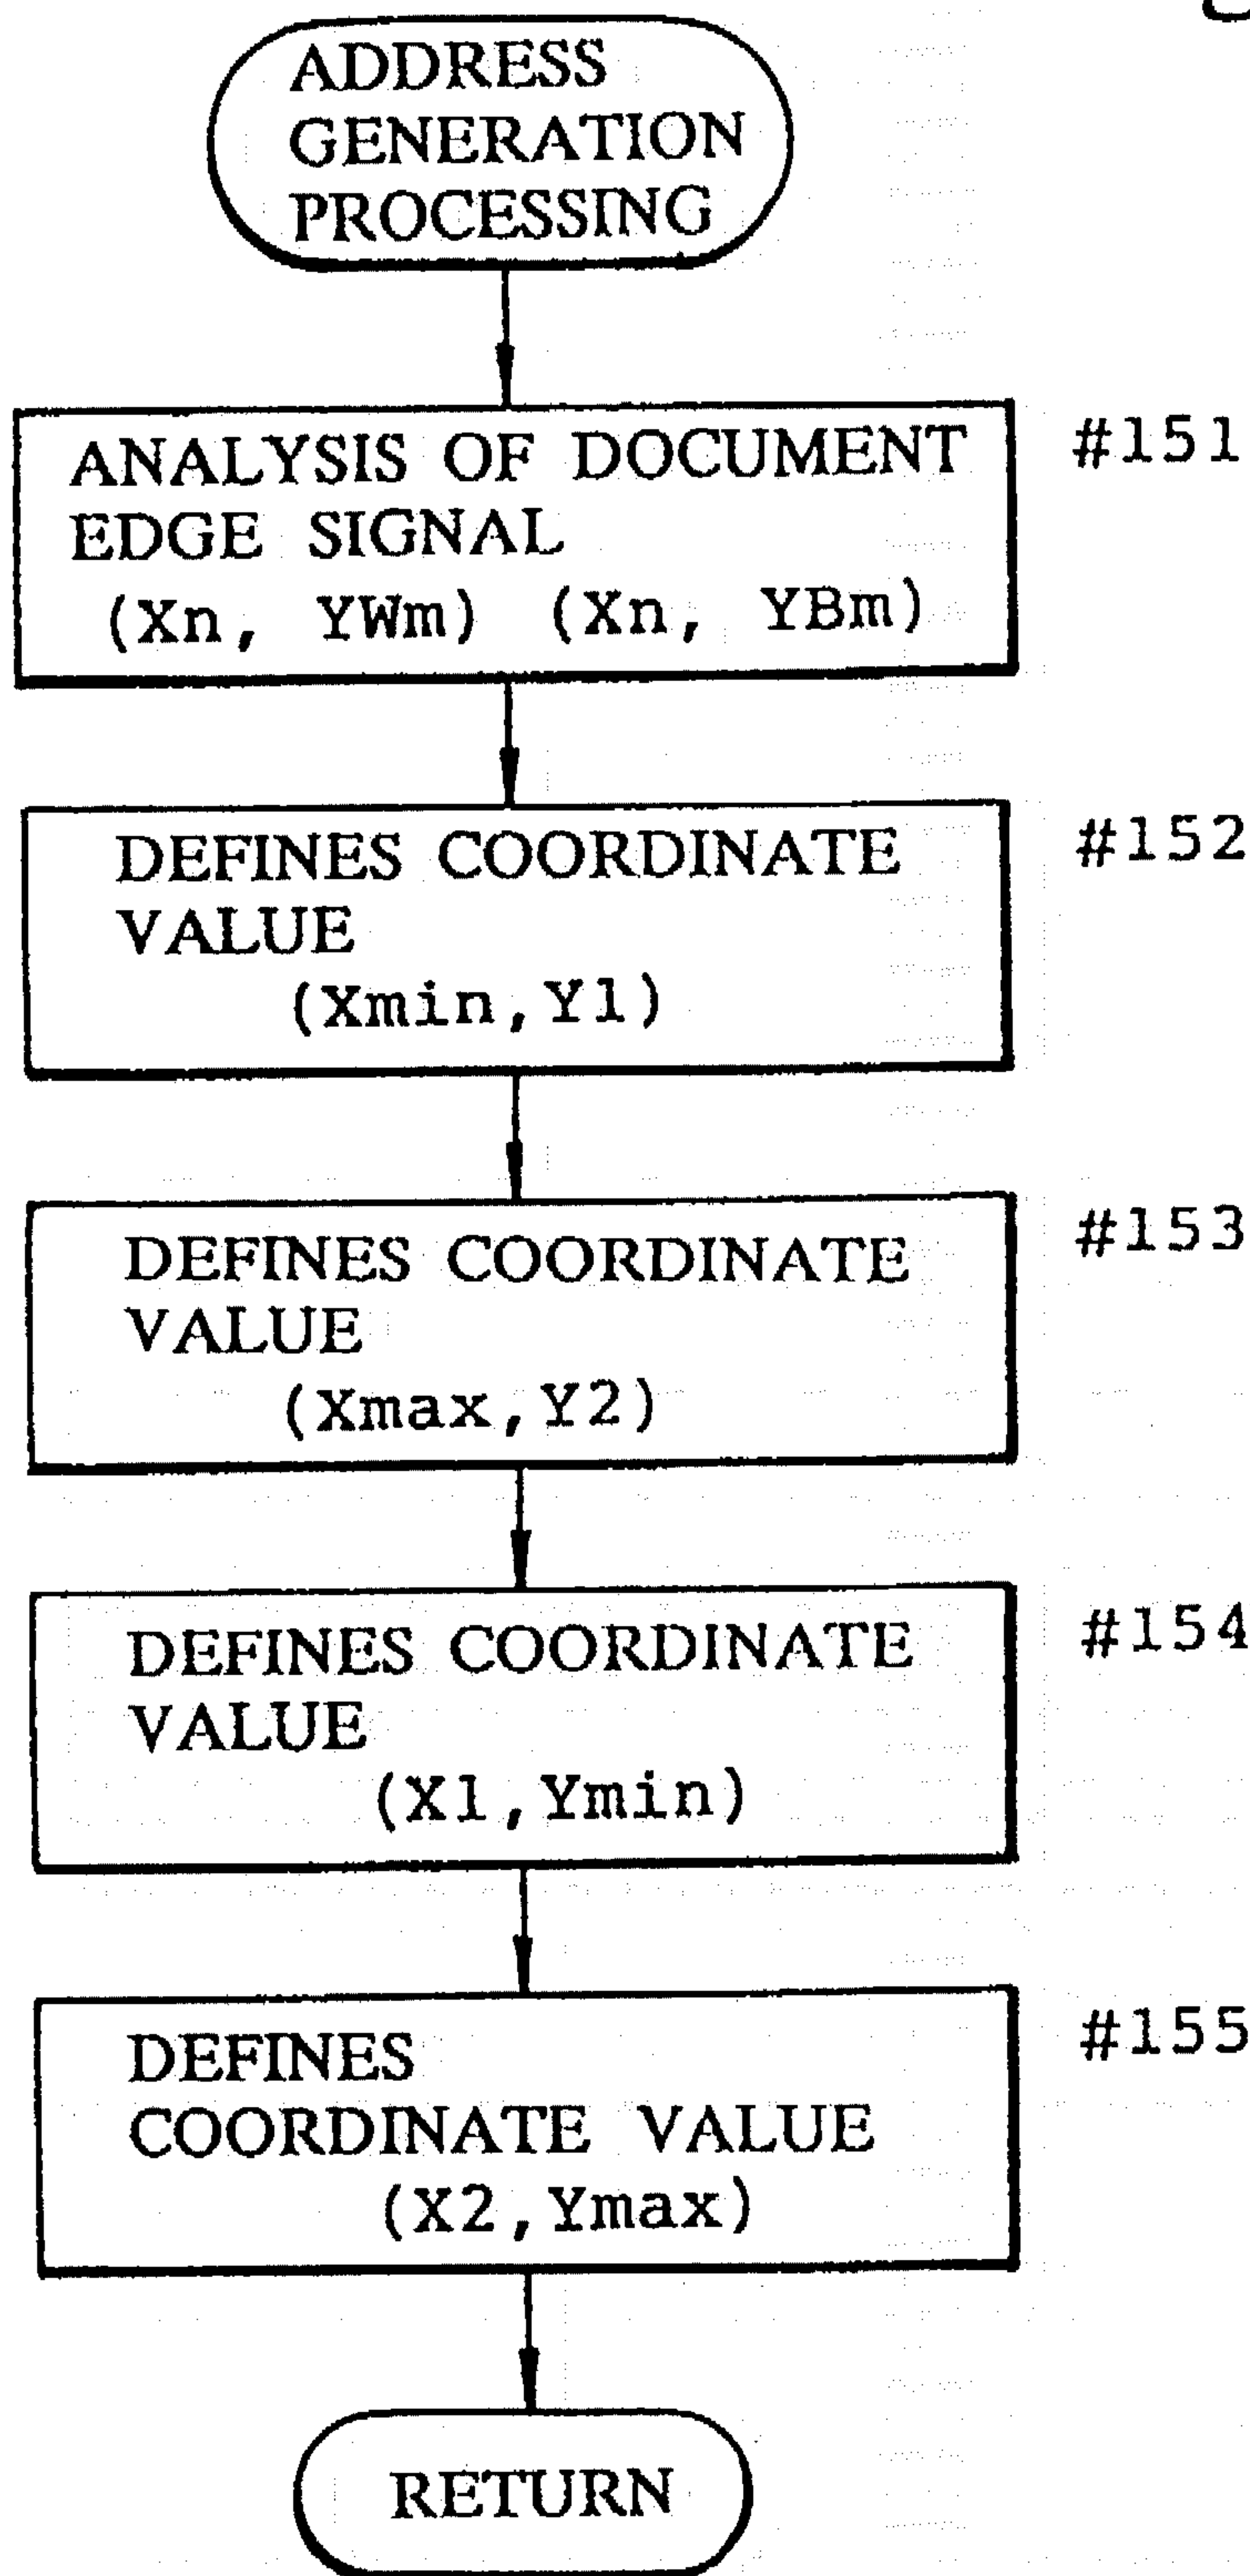 ADDRESS
GENERATION
PROCESSING
ANALYSIS OF DOCUMENT
EDGE SIGNAL
(Xn, YWm) (Xn, YBm)
#151
DEFINES COORDINATE
VALUE
(Xmin,Y1)
#152
DEFINES COORDINATE
VALUE
(Xmax,Y2)
#153
DEFINES COORDINATE
VALUE
(X1,Ymin)
#154
DEFINES
COORDINATE VALUE
(X2,Ymax)
#155
RETURN